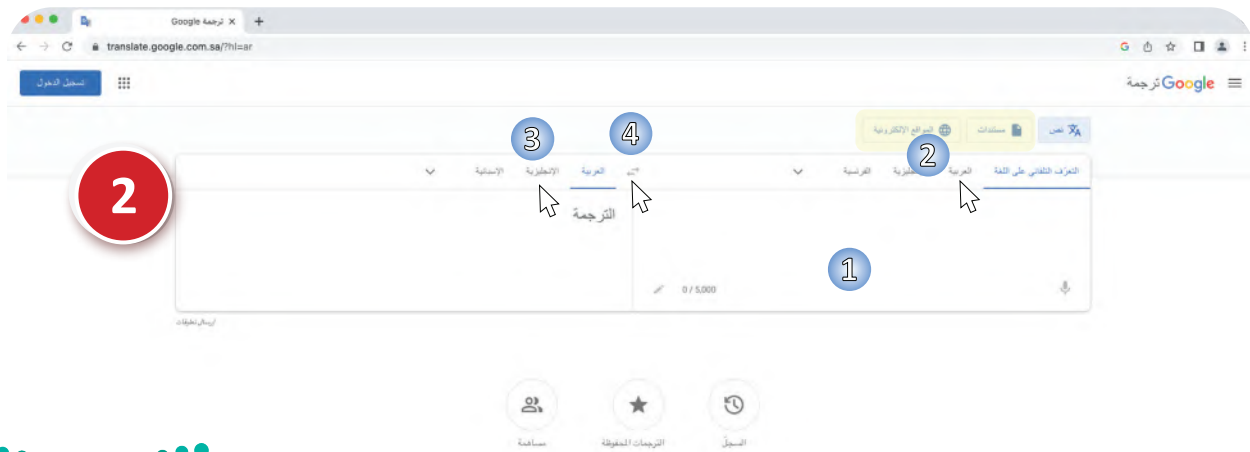 ترجمة Google
translate.google.com.sa/?hl=ar
Google ترجمة
تسجيل الدخول
نص
مستندات
المواقع الإلكترونية
4
3
2
التعرّف التلقائي على اللغة
العربية
الفرنسية
العربية
الإنجليزية
الإسبانية
2
الترجمة
1
0 / 5,000
إرسال تعليقات
السجلّ
الترجمات المحفوظة
مساهمة